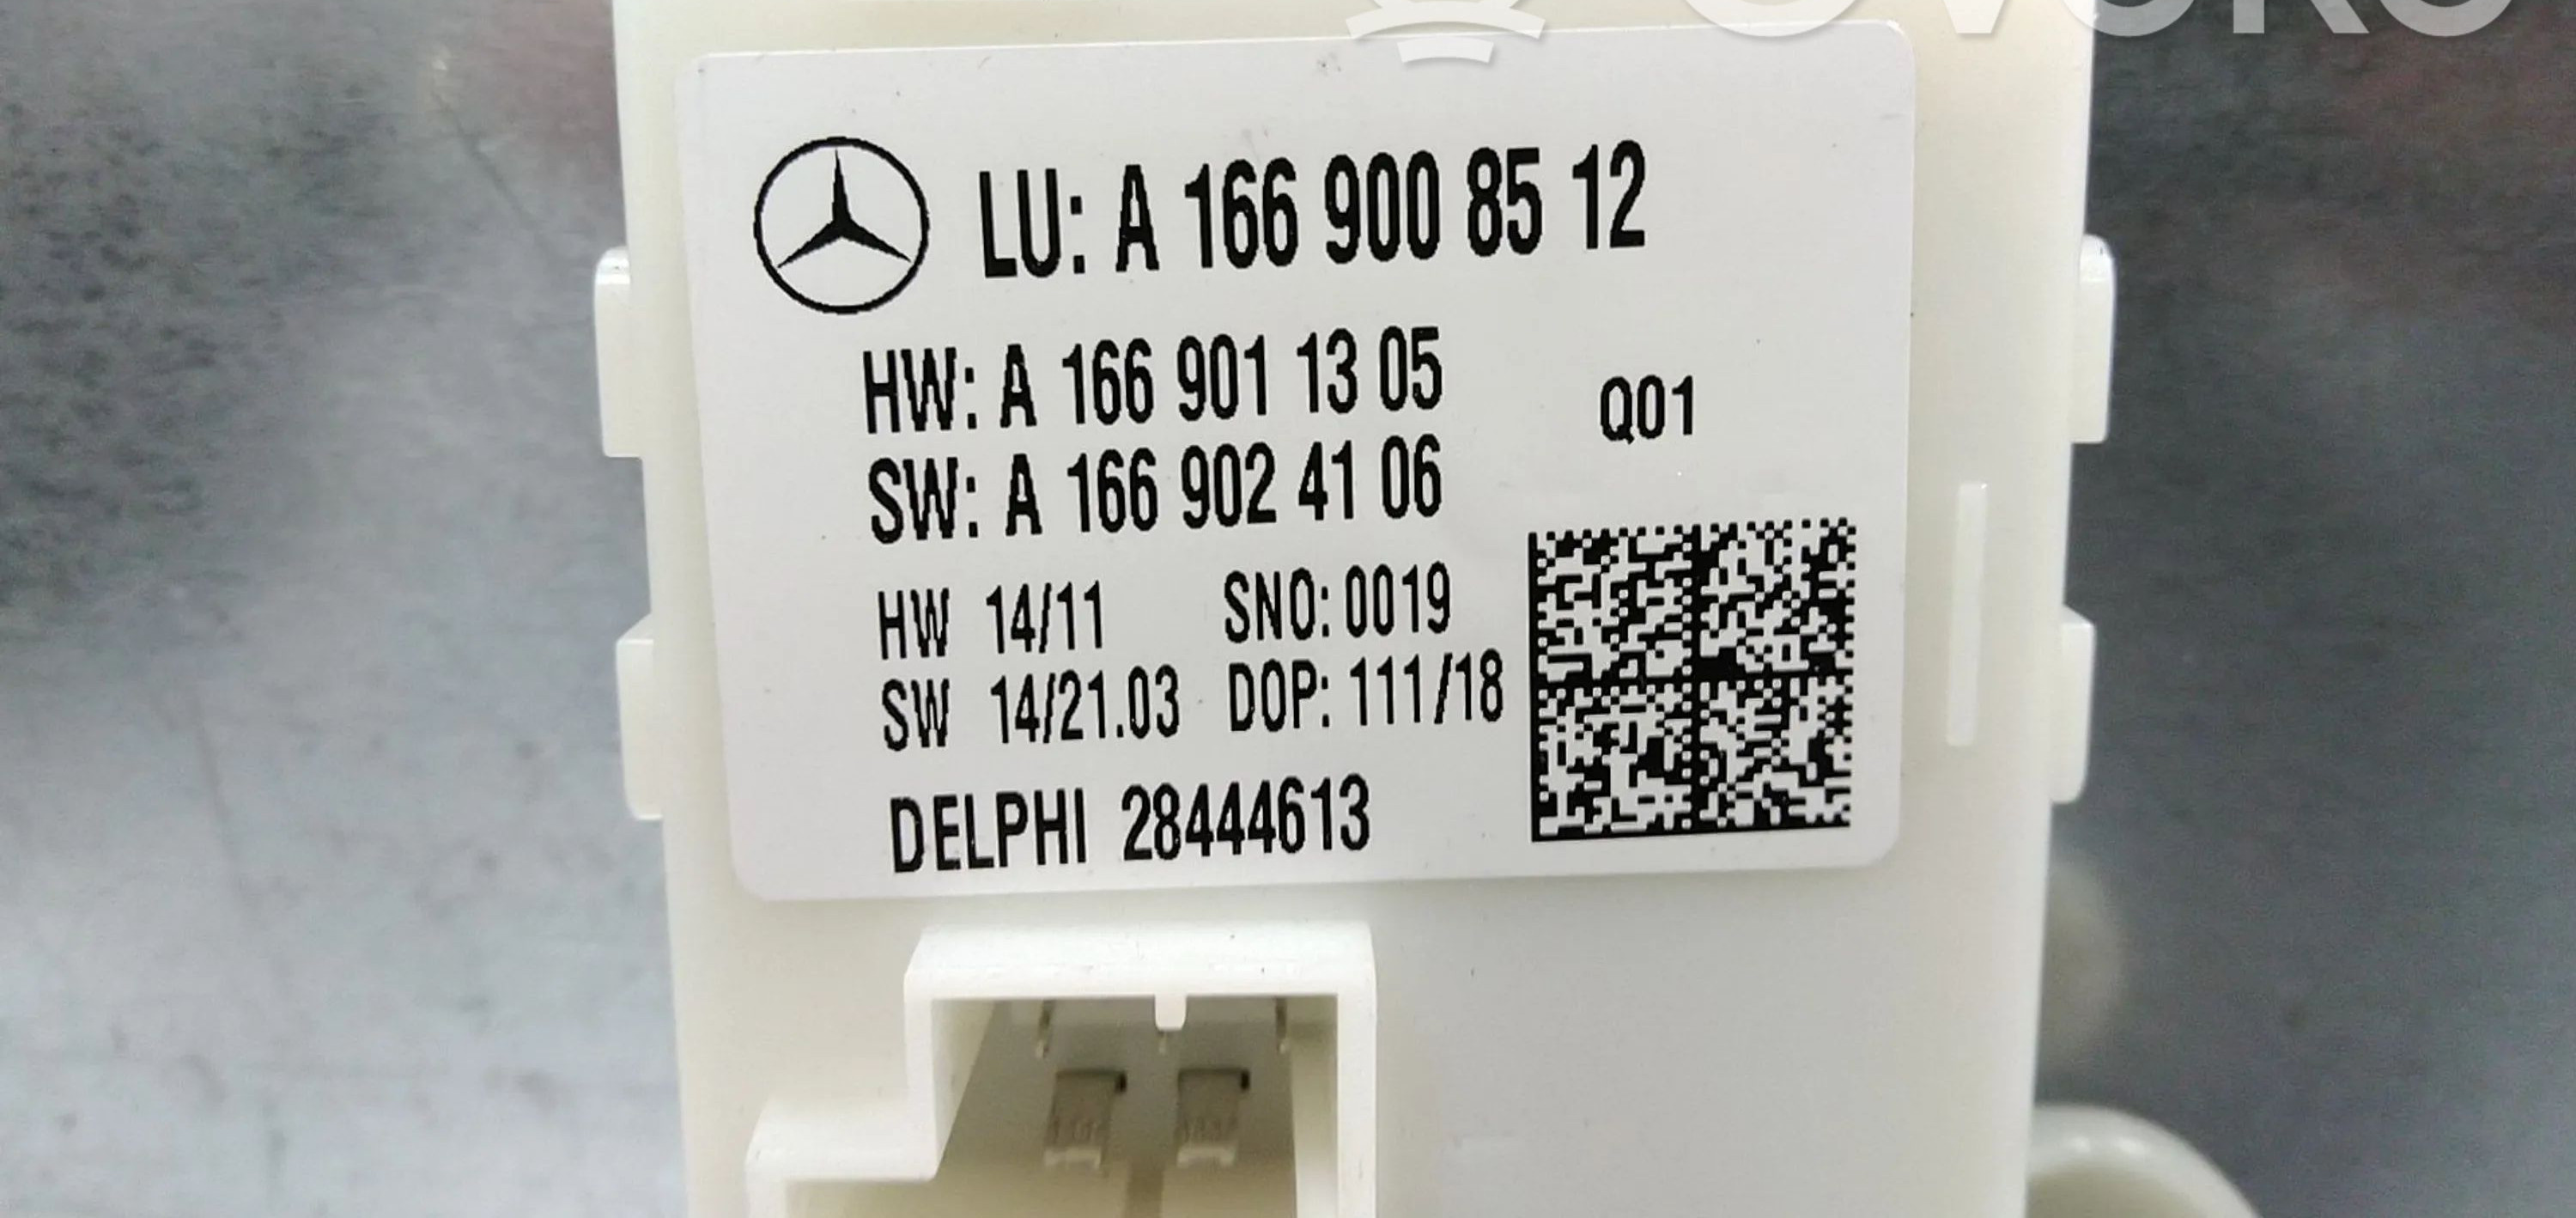 LU: A 166 900 85 12
HW: A 166 901 13 05
Q01
SW: A 166 902 41 06
HW 14/11 SNO: 0019
SW 14/21.03 DOP: 111/18
DELPHI 28444613